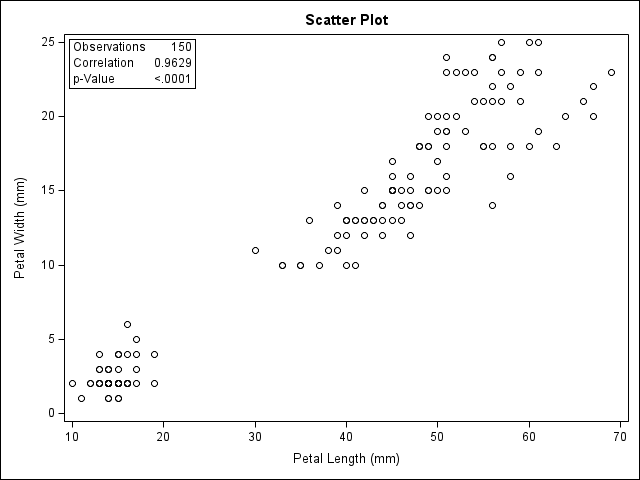 Scatter Plot
Observations 150
Correlation 0.9629
p-Value <.0001
25
20
15
10
5
0
Petal Width (mm)
10 20 30 40 50 60 70
Petal Length (mm)